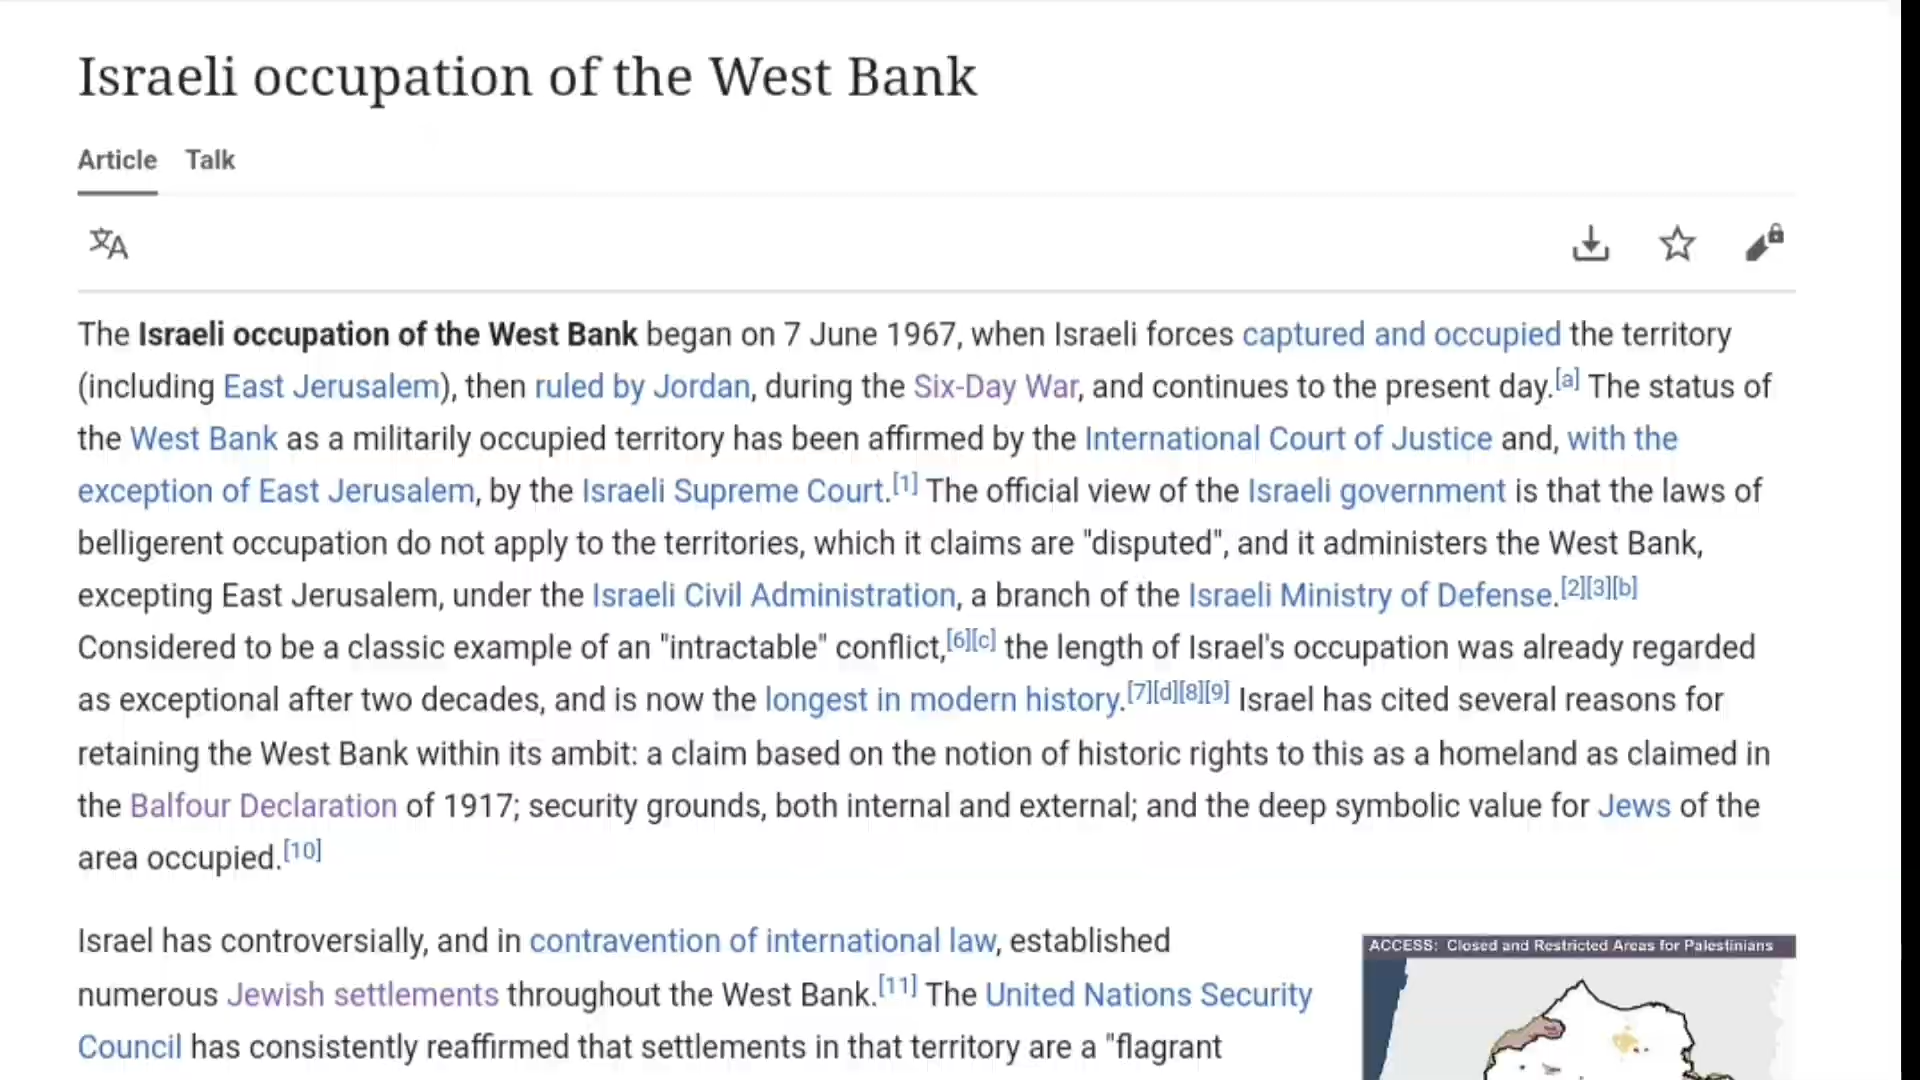 Israeli occupation of the West Bank
Article Talk
The Israeli occupation of the West Bank began on 7 June 1967, when Israeli forces captured and occupied the territory
(including East Jerusalem), then ruled by Jordan, during the Six-Day War, and continues to the present day.[a] The status of
the West Bank as a militarily occupied territory has been affirmed by the International Court of Justice and, with the
exception of East Jerusalem, by the Israeli Supreme Court.[1] The official view of the Israeli government is that the laws of
belligerent occupation do not apply to the territories, which it claims are "disputed", and it administers the West Bank,
excepting East Jerusalem, under the Israeli Civil Administration, a branch of the Israeli Ministry of Defense.[2][3][b]
Considered to be a classic example of an "intractable" conflict,[6][c] the length of Israel's occupation was already regarded
as exceptional after two decades, and is now the longest in modern history.[7][d][8][9] Israel has cited several reasons for
retaining the West Bank within its ambit: a claim based on the notion of historic rights to this as a homeland as claimed in
the Balfour Declaration of 1917; security grounds, both internal and external; and the deep symbolic value for Jews of the
area occupied.[10]
Israel has controversially, and in contravention of international law, established
numerous Jewish settlements throughout the West Bank.[11] The United Nations Security
Council has consistently reaffirmed that settlements in that territory are a "flagrant
ACCESS: Closed and Restricted Areas for Palestinians